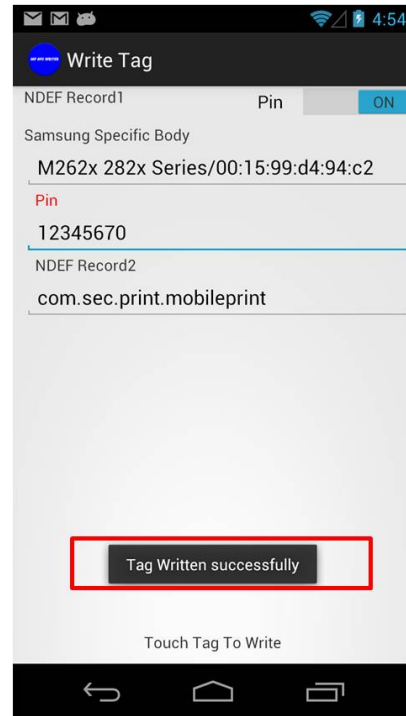 4:54
Write Tag
NDEF Record1 Pin ON
Samsung Specific Body
M262x 282x Series/00:15:99:d4:94:c2
Pin
12345670
NDEF Record2
com.sec.print.mobileprint
Tag Written successfully
Touch Tag To Write